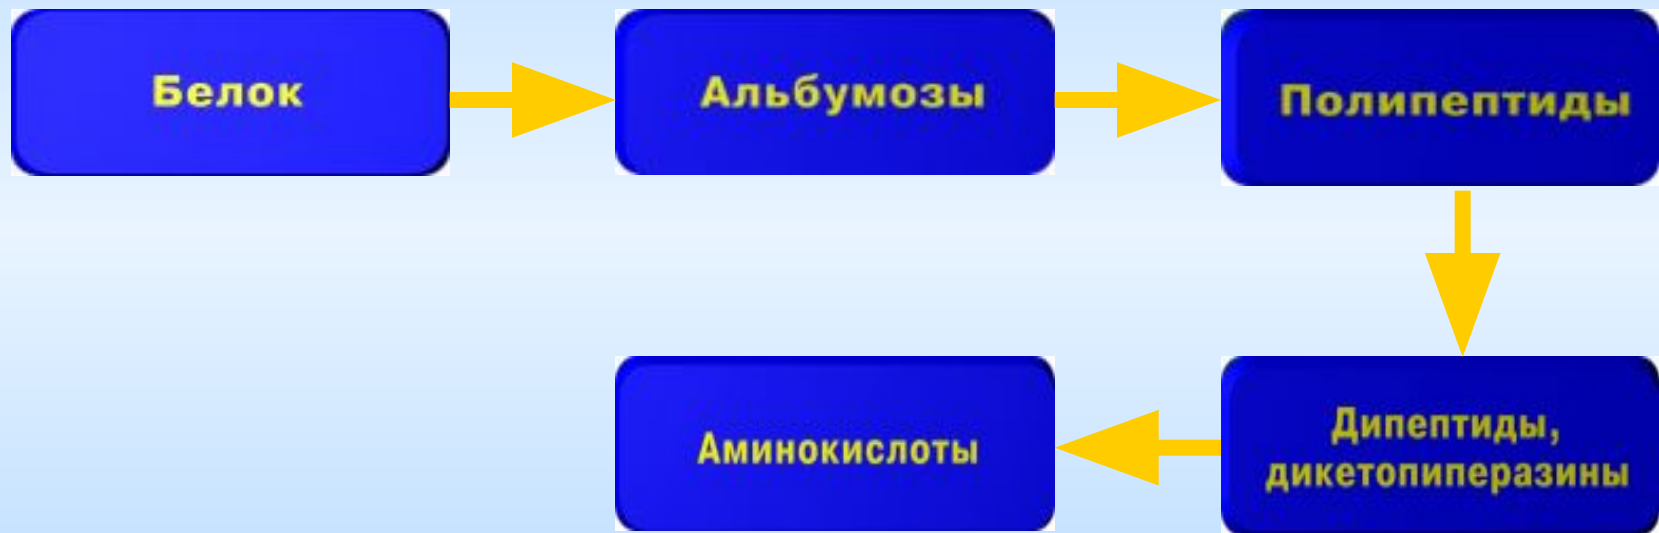 Белок
Альбумозы
Полипептиды
Дипептиды,
дикетопиперазины
Аминокислоты